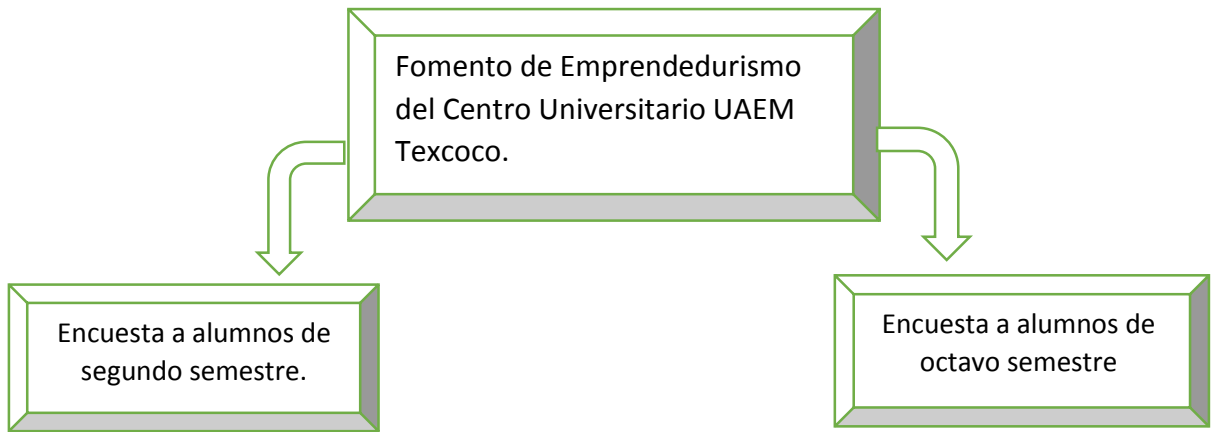 Fomento de Emprendedurismo
del Centro Universitario UAEM
Texcoco.
Encuesta a alumnos de
segundo semestre.
Encuesta a alumnos de
octavo semestre